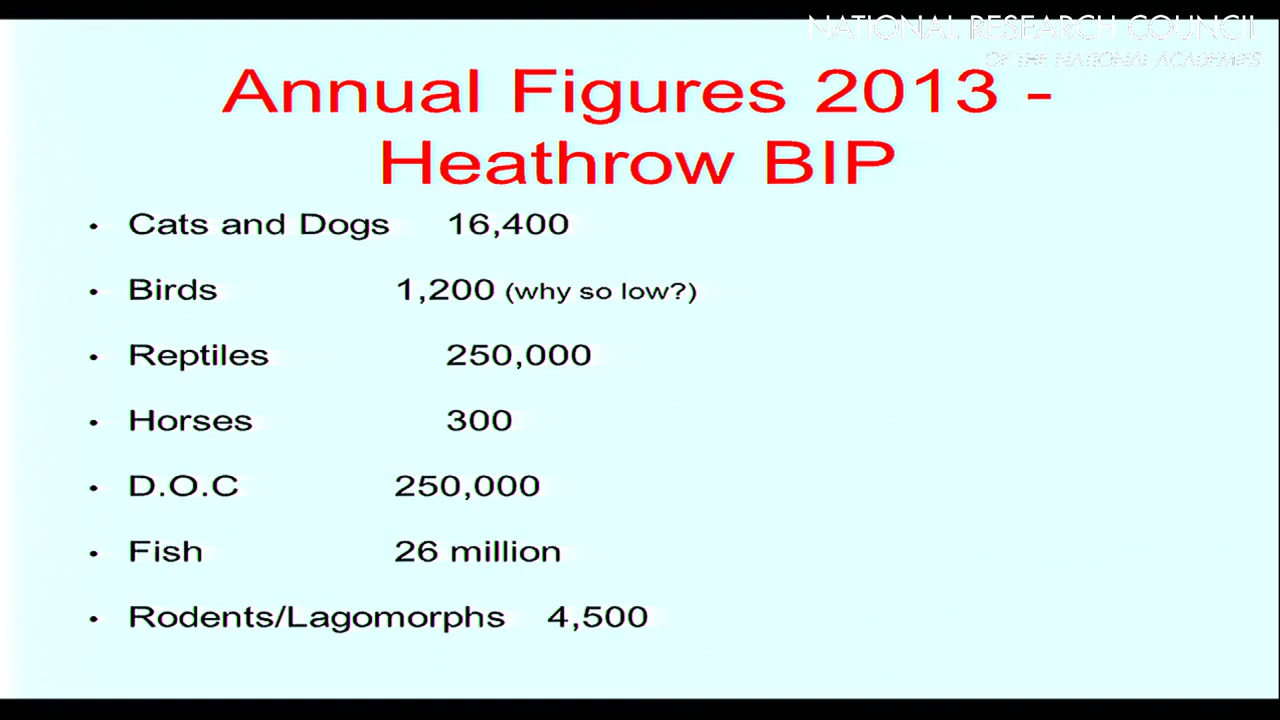 NATIONAL RESEARCH COUNCIL
OF THE NATIONAL ACADEMIES
Annual Figures 2013 -
Heathrow BIP
• Cats and Dogs 16,400
• Birds 1,200 (why so low?)
• Reptiles 250,000
• Horses 300
• D.O.C 250,000
• Fish 26 million
• Rodents/Lagomorphs 4,500